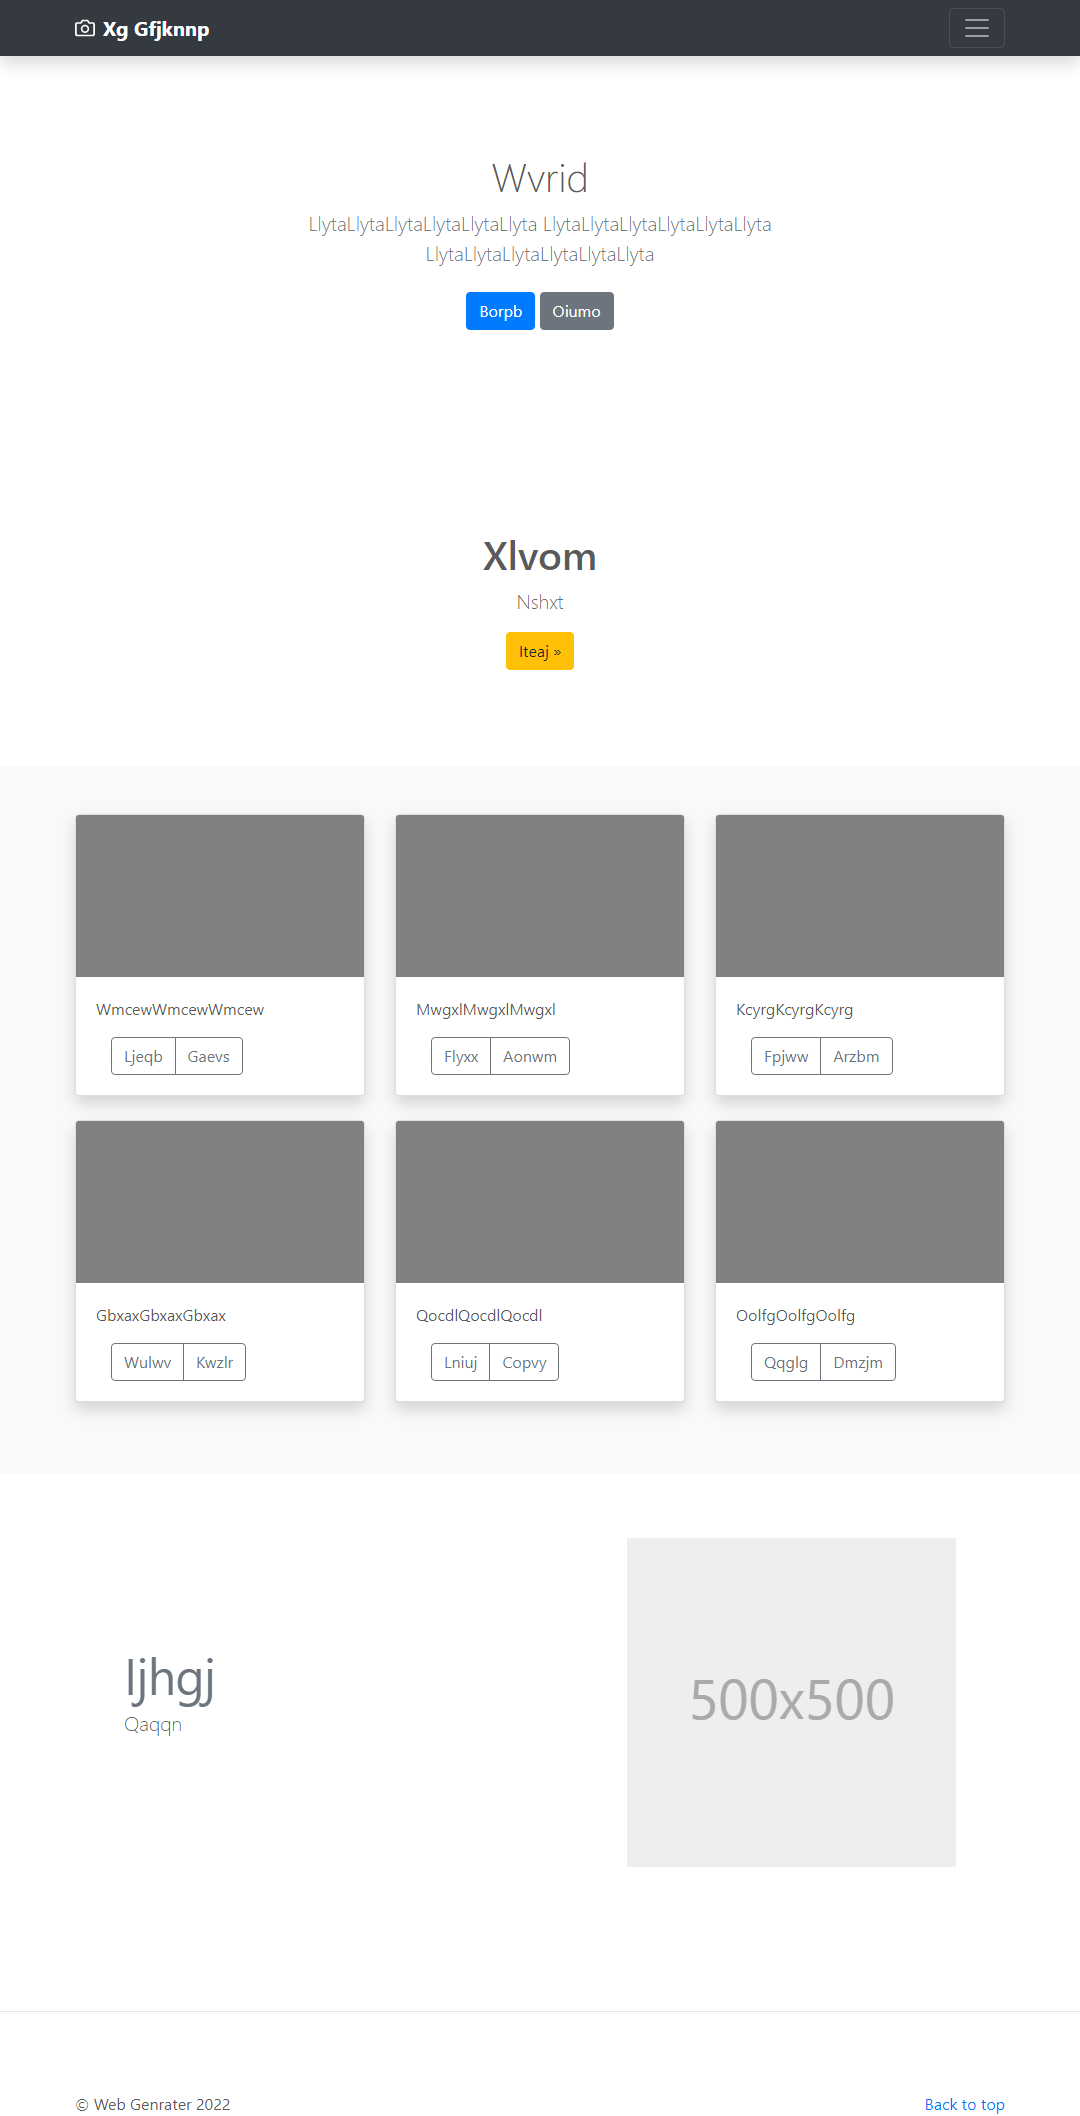 Xg Gfjknnp
Wvrid
LlytaLlytaLlytaLlytaLlytaLlyta LlytaLlytaLlytaLlytaLlytaLlyta
LlytaLlytaLlytaLlytaLlytaLlyta
Borpb Oiumo
Xlvom
Nshxt
Iteaj »
WmcewWmcewWmcew
Ljeqb Gaevs
MwgxlMwgxlMwgxl
Flyxx Aonwm
KcyrgKcyrgKcyrg
Fpjww Arzbm
GbxaxGbxaxGbxax
Wulwv Kwzlr
QocdlQocdlQocdl
Lniuj Copvy
OolfgOolfgOolfg
Qqglg Dmzjm
Ijhgj
Qaqqn
500x500
© Web Genrater 2022
Back to top